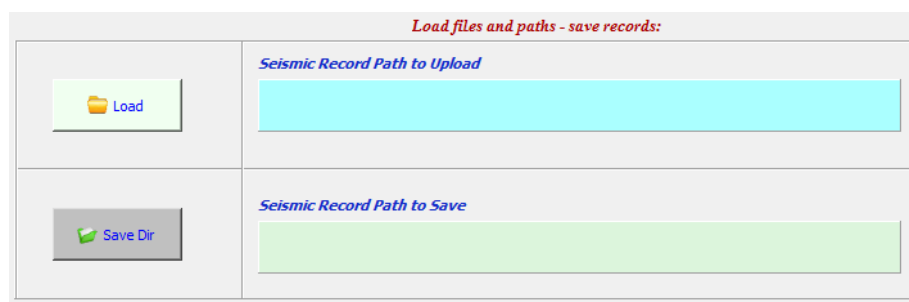 Load files and paths - save records:
Seismic Record Path to Upload
Load
Seismic Record Path to Save
Save Dir